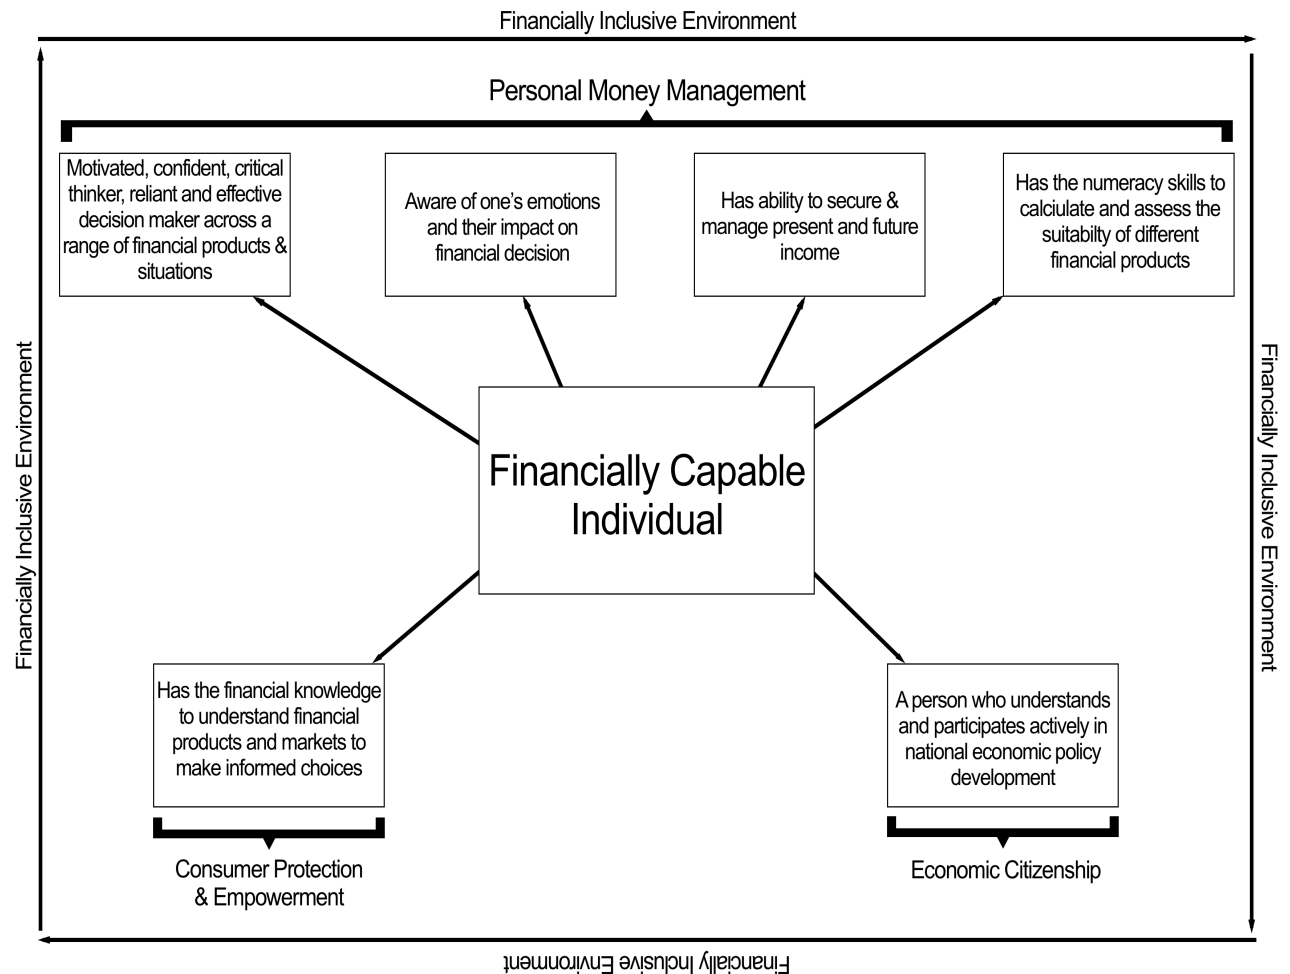 Financially Inclusive Environment
Personal Money Management
Motivated, confident, critical
thinker, reliant and effective
decision maker across a
range of financial products &
situations
Aware of one's emotions
and their impact on
financial decision
Has ability to secure &
manage present and future
income
Has the numeracy skills to
calciulate and assess the
suitabilty of different
financial products
Financially Inclusive Environment
Financially Capable
Individual
Financially Inclusive Environment
Has the financial knowledge
to understand financial
products and markets to
make informed choices
A person who understands
and participates actively in
national economic policy
development
Consumer Protection
& Empowerment
Economic Citizenship
Financially Inclusive Environment